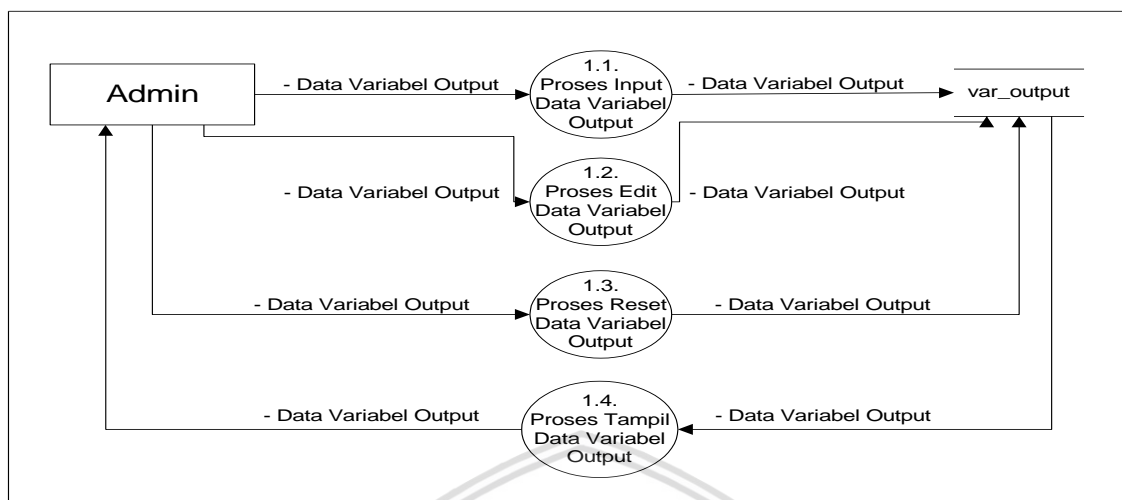 Admin
- Data Variabel Output
1.1.
Proses Input
Data Variabel
Output
- Data Variabel Output
var_output
- Data Variabel Output
1.2.
Proses Edit
Data Variabel
Output
- Data Variabel Output
- Data Variabel Output
1.3.
Proses Reset
Data Variabel
Output
- Data Variabel Output
- Data Variabel Output
1.4.
Proses Tampil
Data Variabel
Output
- Data Variabel Output